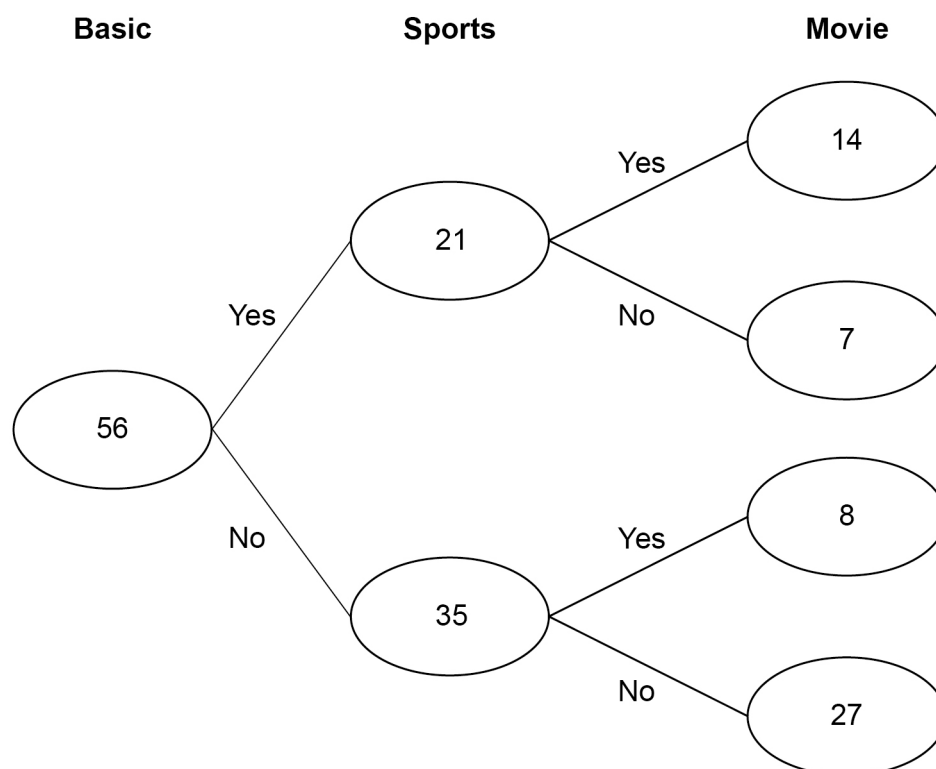 Basic Sports Movie
14
Yes
21
No
7
Yes
56
No
8
Yes
35
No
27